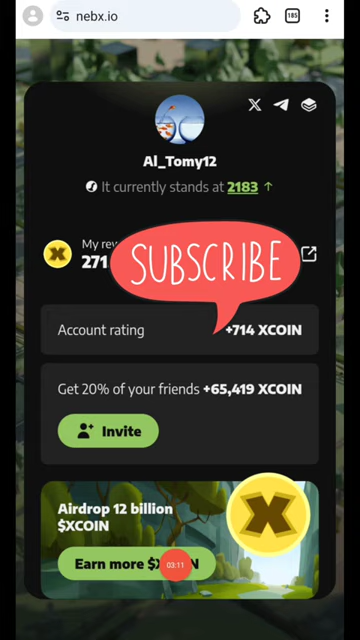 nebx.io
185
Al_Tomy12
It currently stands at 2183 ↑
My rew
271
SUBSCRIBE
Account rating +714 XCOIN
Get 20% of your friends +65,419 XCOIN
Invite
Airdrop 12 billion
$XCOIN
Earn more $X N
03:11